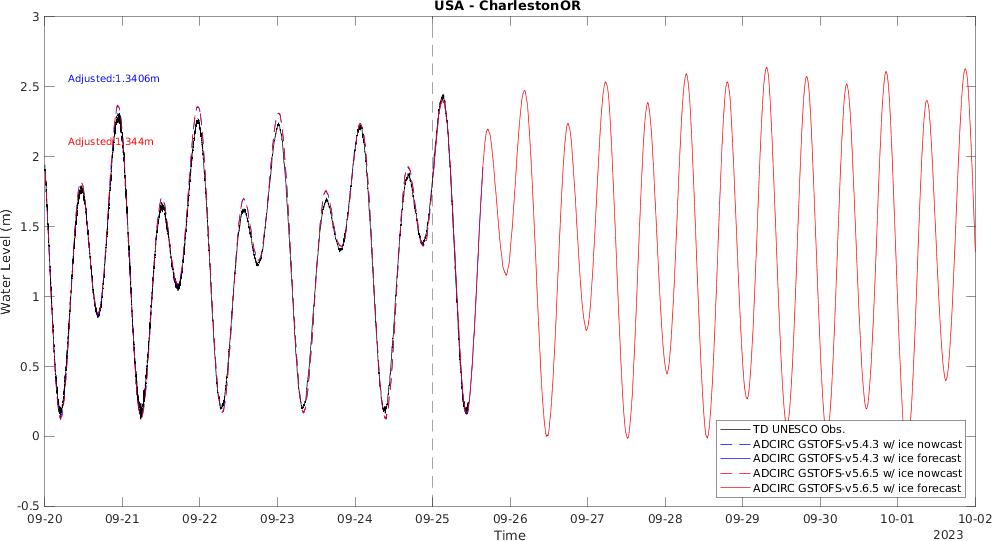 USA - CharlestonOR
3
2.5
2
1.5
1
0.5
0
-0.5
Water Level (m)
Adjusted:1.3406m
Adjusted:1.344m
TD UNESCO Obs.
ADCIRC GSTOFS-v5.4.3 w/ ice nowcast
ADCIRC GSTOFS-v5.4.3 w/ ice forecast
ADCIRC GSTOFS-v5.6.5 w/ ice nowcast
ADCIRC GSTOFS-v5.6.5 w/ ice forecast
09-20 09-21 09-22 09-23 09-24 09-25 09-26 09-27 09-28 09-29 09-30 10-01 10-02
Time
2023